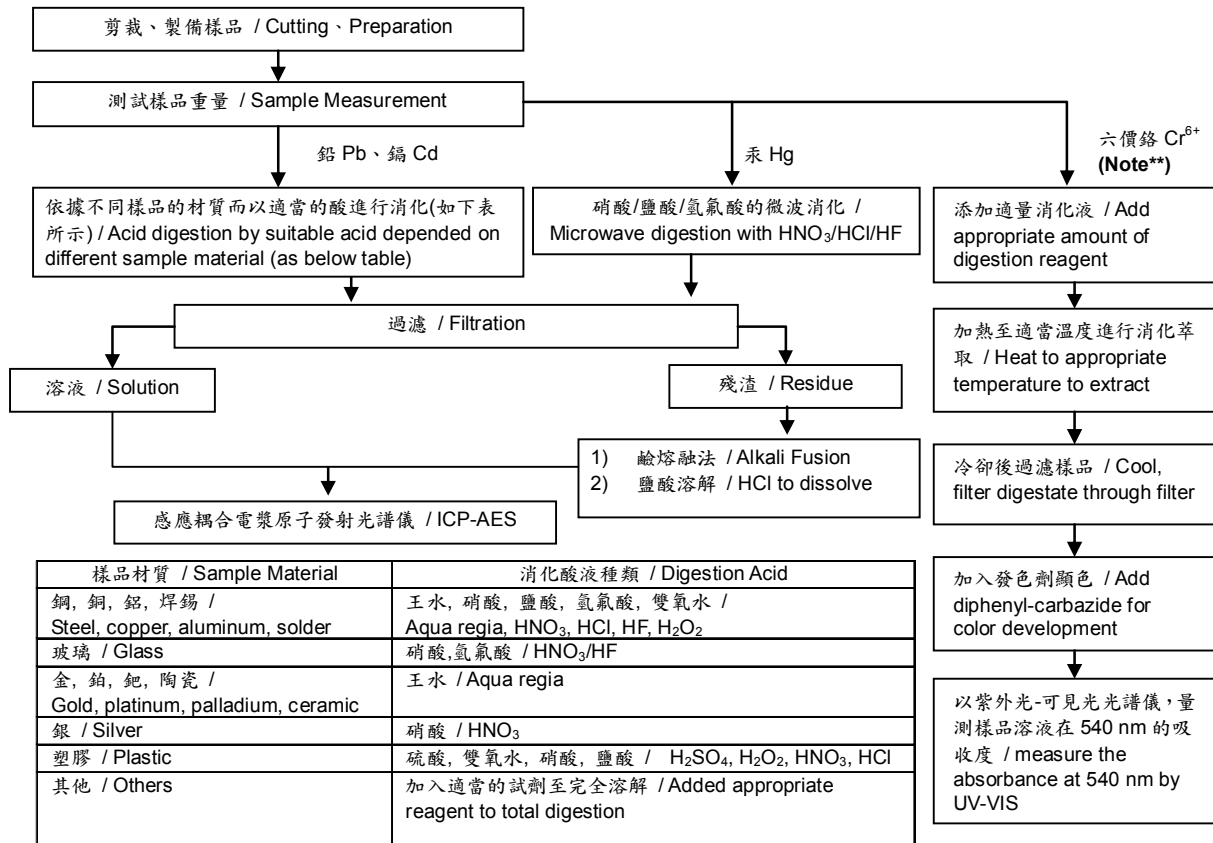 剪裁、製備樣品 / Cutting、Preparation
測試樣品重量 / Sample Measurement
鉛 Pb、鎘 Cd
汞 Hg
六價鉻 Cr⁶⁺
(Note**)
依據不同樣品的材質而以適當的酸進行消化(如下表
所示) / Acid digestion by suitable acid depended on
different sample material (as below table)
硝酸/鹽酸/氫氟酸的微波消化 /
Microwave digestion with HNO₃/HCl/HF
添加適量消化液 / Add
appropriate amount of
digestion reagent
過濾 / Filtration
加熱至適當溫度進行消化萃
取 / Heat to appropriate
temperature to extract
溶液 / Solution
殘渣 / Residue
1) 鹼熔融法 / Alkali Fusion
2) 鹽酸溶解 / HCl to dissolve
冷卻後過濾樣品 / Cool,
filter digestate through filter
感應耦合電漿原子發射光譜儀 / ICP-AES
加入發色劑顯色 / Add
diphenyl-carbazide for
color development
以紫外光-可見光光譜儀，量
測樣品溶液在 540 nm 的吸
收度 / measure the
absorbance at 540 nm by
UV-VIS
樣品材質 / Sample Material 消化酸液種類 / Digestion Acid
鋼, 銅, 鋁, 焊錫 / 王水, 硝酸, 鹽酸, 氫氟酸, 雙氧水 /
Steel, copper, aluminum, solder Aqua regia, HNO₃, HCl, HF, H₂O₂
玻璃 / Glass 硝酸,氫氟酸 / HNO₃/HF
金, 鉑, 鈀, 陶瓷 / 王水 / Aqua regia
Gold, platinum, palladium, ceramic
銀 / Silver 硝酸 / HNO₃
塑膠 / Plastic 硫酸, 雙氧水, 硝酸, 鹽酸 / H₂SO₄, H₂O₂, HNO₃, HCl
其他 / Others 加入適當的試劑至完全溶解 / Added appropriate
reagent to total digestion